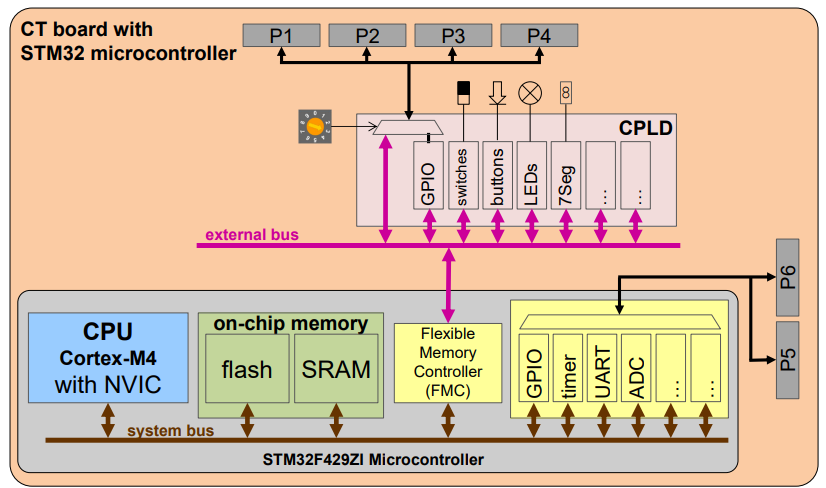 CT board with
STM32 microcontroller
P1
P2
P3
P4
CPLD
GPIO
switches
buttons
LEDs
7Seg
...
...
external bus
P6
P5
CPU
Cortex-M4
with NVIC
on-chip memory
flash
SRAM
Flexible
Memory
Controller
(FMC)
GPIO
timer
UART
ADC
...
...
system bus
STM32F429ZI Microcontroller